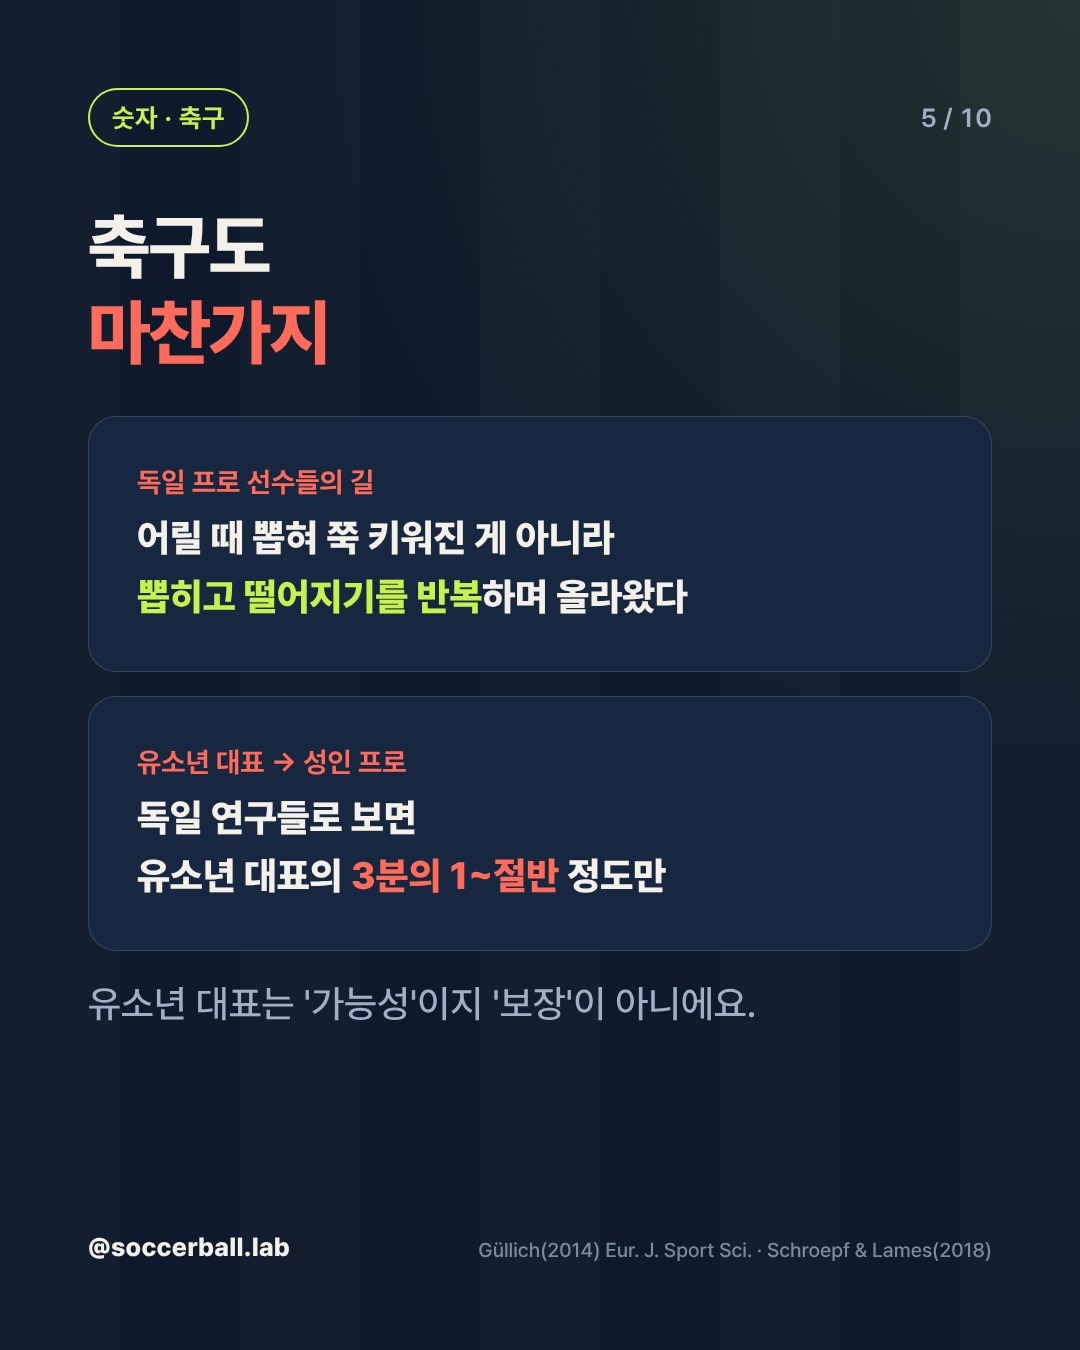 숫자 · 축구
5 / 10
축구도
마찬가지
독일 프로 선수들의 길
어릴 때 뽑혀 쭉 키워진 게 아니라
뽑히고 떨어지기를 반복하며 올라왔다
유소년 대표 → 성인 프로
독일 연구들로 보면
유소년 대표의 3분의 1~절반 정도만
유소년 대표는 '가능성'이지 '보장'이 아니에요.
@soccerball.lab
Güllich(2014) Eur. J. Sport Sci. · Schroepf & Lames(2018)